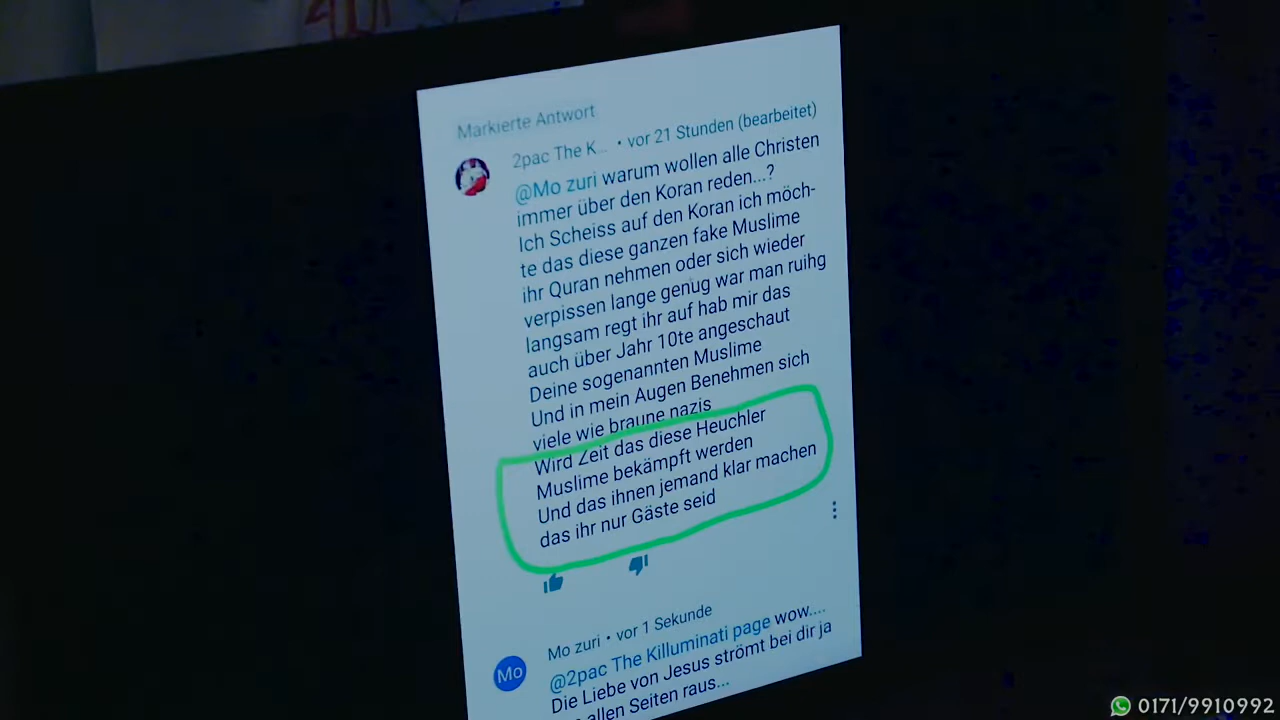 Markierte Antwort
2pac The K... • vor 21 Stunden (bearbeitet)
@Mo zuri warum wollen alle Christen
immer über den Koran reden...?
Ich Scheiss auf den Koran ich möch-
te das diese ganzen fake Muslime
ihr Quran nehmen oder sich wieder
verpissen lange genug war man ruihg
langsam regt ihr auf hab mir das
auch über Jahr 10te angeschaut
Deine sogenannten Muslime
Und in mein Augen Benehmen sich
viele wie braune nazis
Wird Zeit das diese Heuchler
Muslime bekämpft werden
Und das ihnen jemand klar machen
das ihr nur Gäste seid
Mo zuri • vor 1 Sekunde
Mo
@2pac The Killuminati page wow....
Die Liebe von Jesus strömt bei dir ja
allen Seiten raus...
0171/9910992